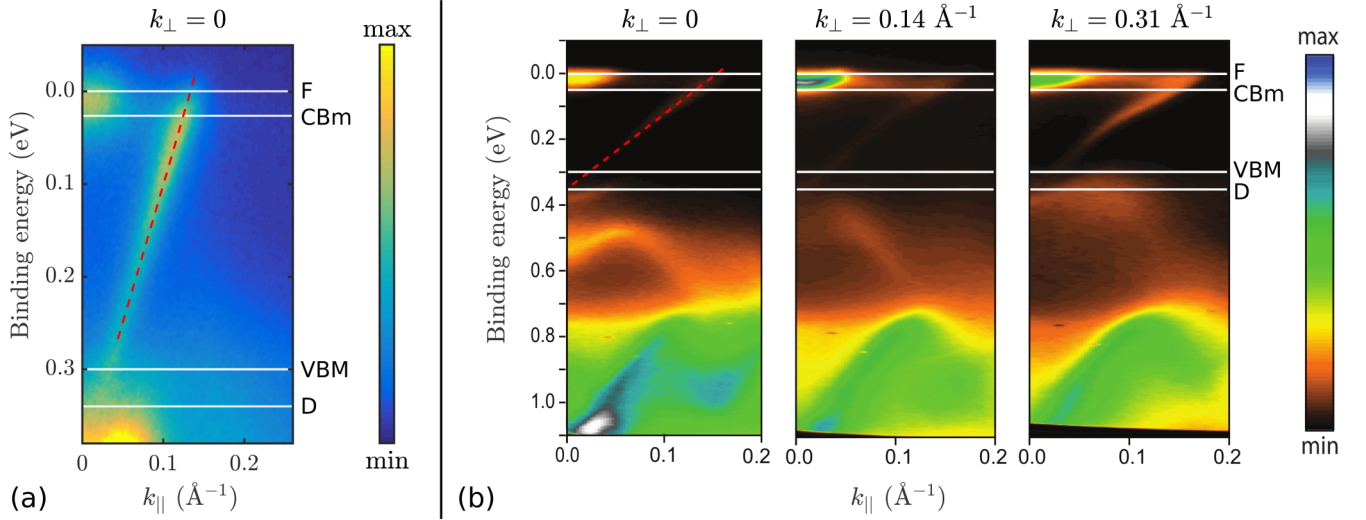 k⊥ = 0
max
0.0
0.1
0.2
0.3
Binding energy (eV)
F
CBm
VBM
D
min
0
0.1
0.2
k|| (Å⁻¹)
(a)
k⊥ = 0
k⊥ = 0.14 Å⁻¹
k⊥ = 0.31 Å⁻¹
max
0.0
0.2
0.4
0.6
0.8
1.0
Binding energy (eV)
F
CBm
VBM
D
min
0.0
0.1
0.2
0.0
0.1
0.2
0.0
0.1
0.2
k|| (Å⁻¹)
(b)